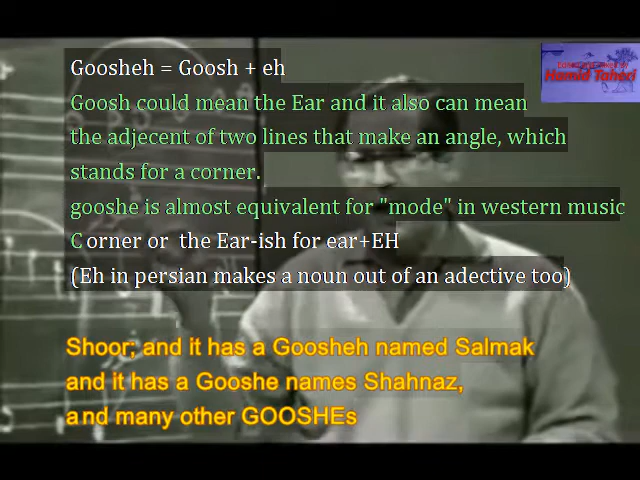 Goosheh = Goosh + eh
Goosh could mean the Ear and it also can mean
the adjecent of two lines that make an angle, which
stands for a corner.
gooshe is almost equivalent for "mode" in western music
C orner or the Ear-ish for ear+EH
(Eh in persian makes a noun out of an adective too)
Hamid Taheri
Shoor; and it has a Goosheh named Salmak
and it has a Gooshe names Shahnaz,
and many other GOOSHEs